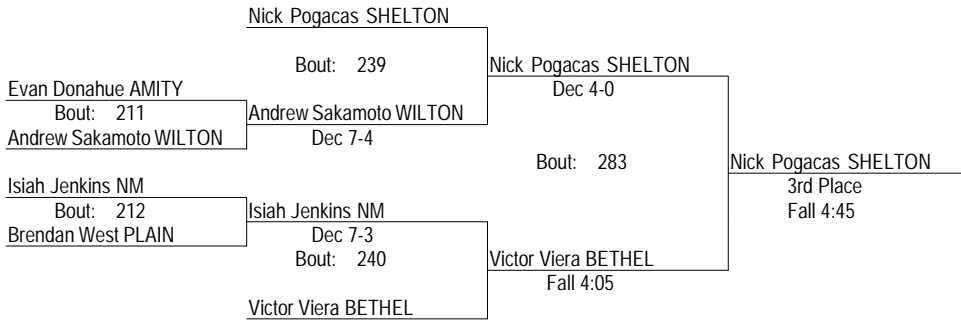 Nick Pogacas SHELTON
Bout: 239
Nick Pogacas SHELTON
Dec 4-0
Evan Donahue AMITY
Bout: 211
Andrew Sakamoto WILTON
Andrew Sakamoto WILTON
Dec 7-4
Bout: 283
Nick Pogacas SHELTON
3rd Place
Fall 4:45
Isiah Jenkins NM
Bout: 212
Brendan West PLAIN
Isiah Jenkins NM
Dec 7-3
Bout: 240
Victor Viera BETHEL
Fall 4:05
Victor Viera BETHEL